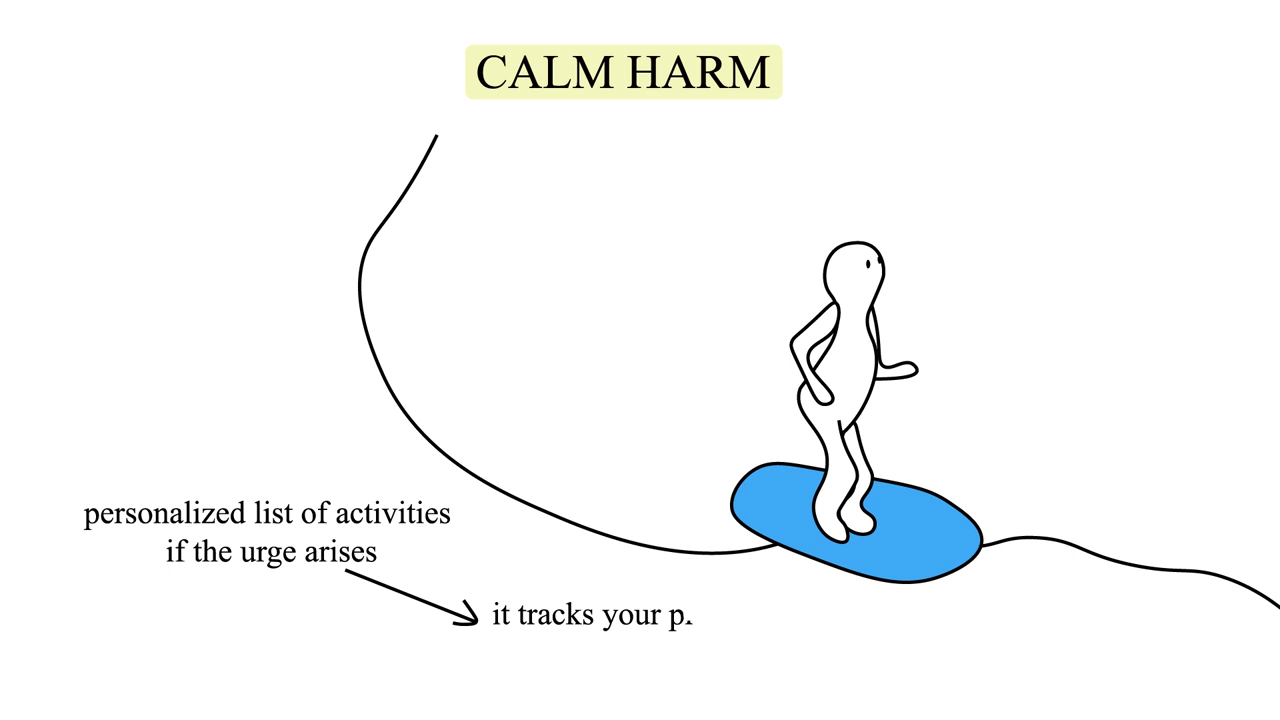 CALM HARM
personalized list of activities
if the urge arises
it tracks your p